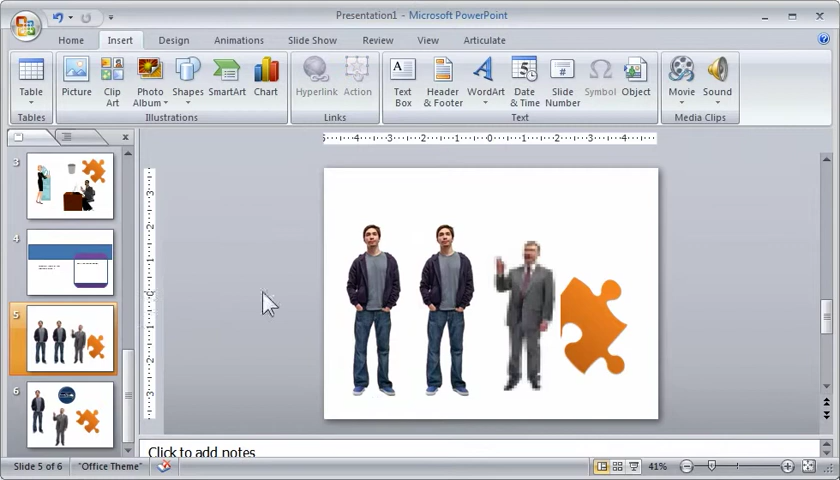 Presentation1 - Microsoft PowerPoint
Home Insert Design Animations Slide Show Review View Articulate
Table
Picture
Clip
Art
Photo
Album
Shapes
SmartArt
Chart
Hyperlink
Action
Text
Box
Header
& Footer
WordArt
Date
& Time
Slide
Number
Symbol
Object
Movie
Sound
Tables Illustrations Links Text Media Clips
3
4
5
6
Click to add notes
Slide 5 of 6 "Office Theme" 41%